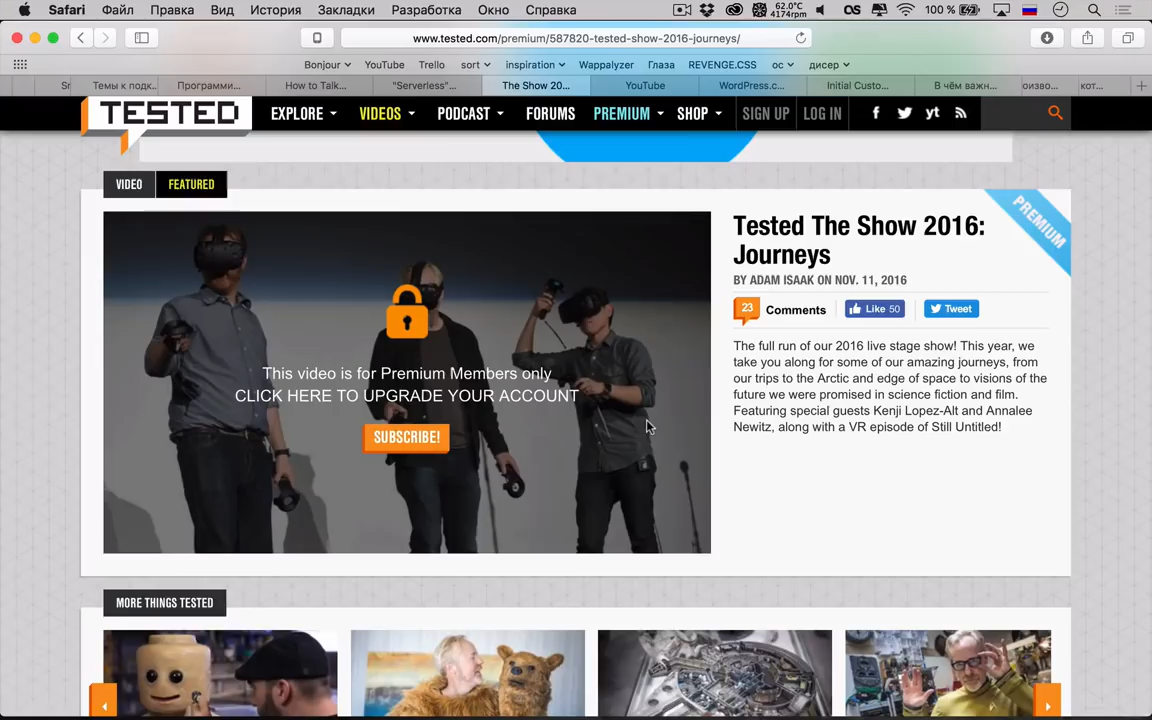 Safari Файл Правка Вид История Закладки Разработка Окно Справка 62.0°C 4174rpm 100 %
www.tested.com/premium/587820-tested-show-2016-journeys/
Bonjour YouTube Trello sort inspiration Wappalyzer Глаза REVENGE.CSS ос дисер
Sr Темы к подк... Программи... How to Talk... "Serverless"... The Show 20... YouTube WordPress.c... Initial Custo... В чём важн... оизво... кот...
TESTED EXPLORE VIDEOS PODCAST FORUMS PREMIUM SHOP SIGN UP LOG IN
VIDEO FEATURED
PREMIUM
Tested The Show 2016:
Journeys
BY ADAM ISAAK ON NOV. 11, 2016
23 Comments Like 50 Tweet
The full run of our 2016 live stage show! This year, we
take you along for some of our amazing journeys, from
our trips to the Arctic and edge of space to visions of the
future we were promised in science fiction and film.
Featuring special guests Kenji Lopez-Alt and Annalee
Newitz, along with a VR episode of Still Untitled!
This video is for Premium Members only
CLICK HERE TO UPGRADE YOUR ACCOUNT
SUBSCRIBE!
MORE THINGS TESTED